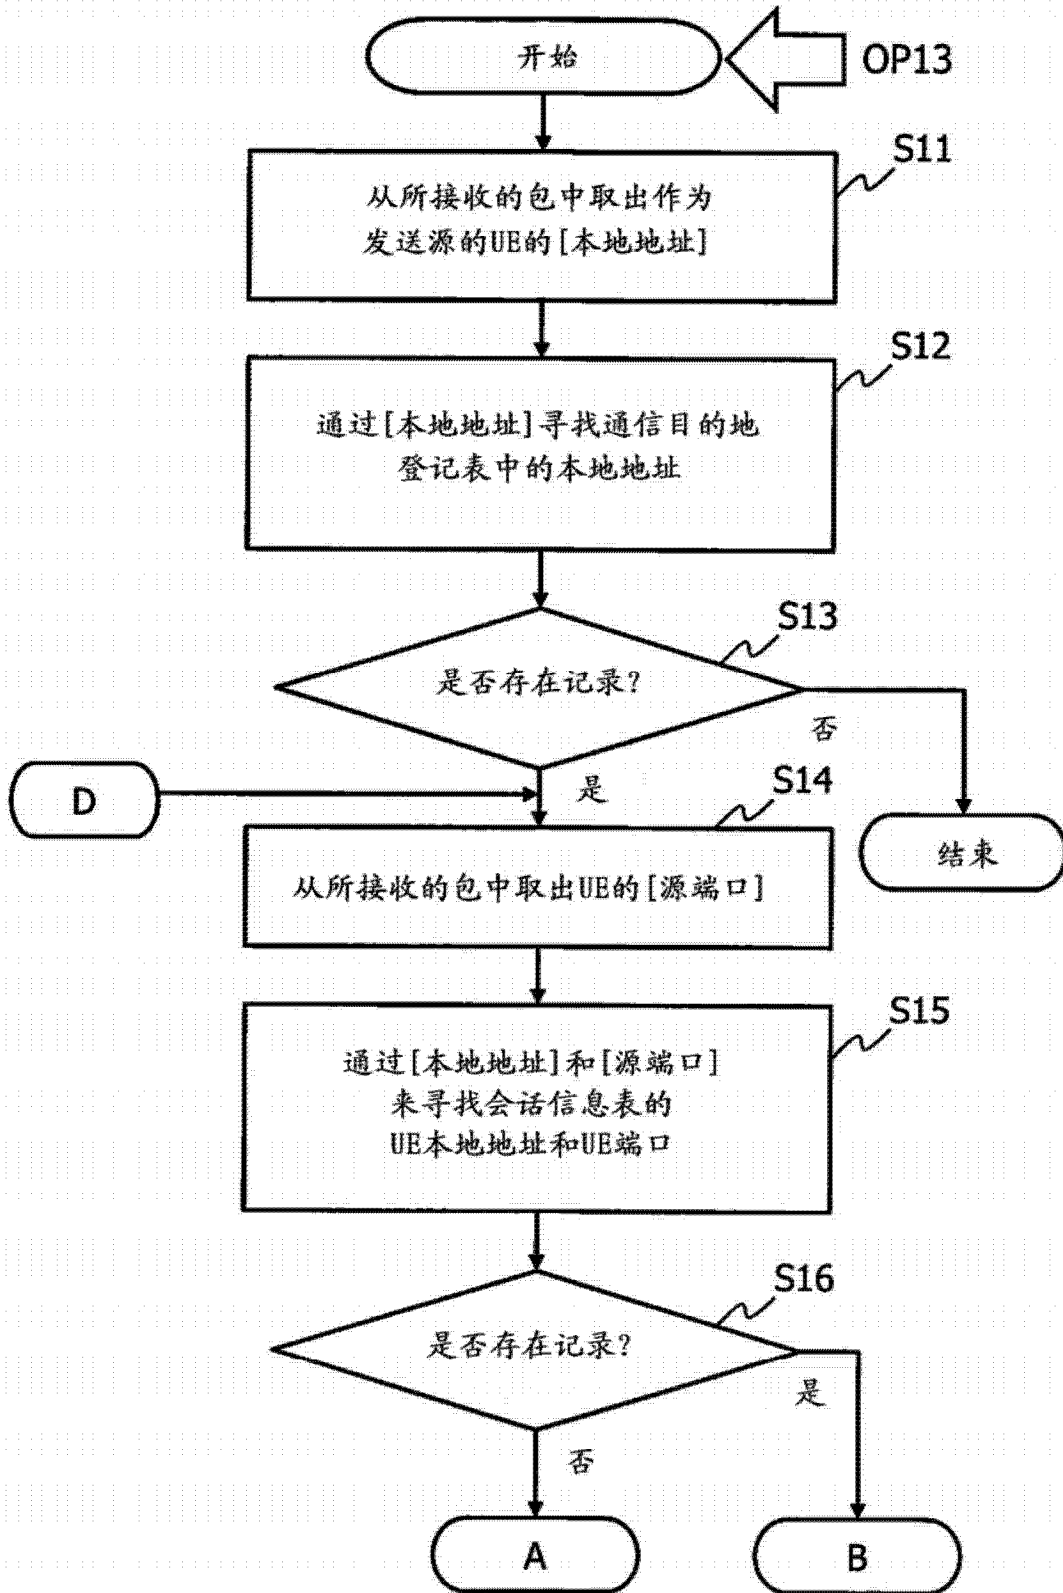 开始
OP13
S11
从所接收的包中取出作为
发送源的UE的[本地地址]
S12
通过[本地地址]寻找通信目的地
登记表中的本地地址
S13
是否存在记录?
否
D
是
S14
结束
从所接收的包中取出UE的[源端口]
S15
通过[本地地址]和[源端口]
来寻找会话信息表的
UE本地地址和UE端口
S16
是否存在记录?
是
否
A
B